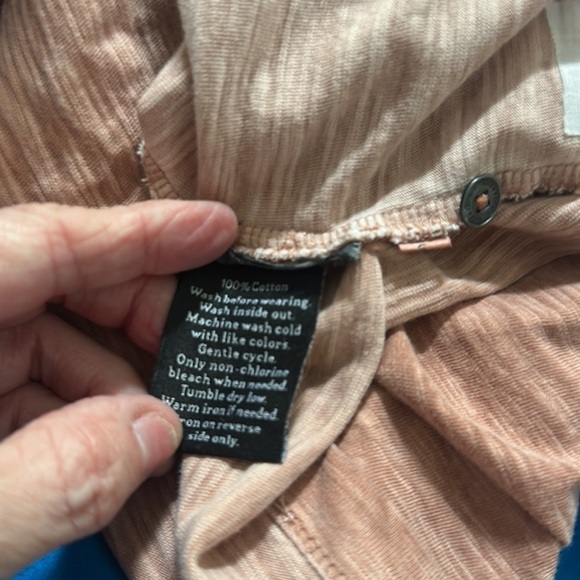 100% Cotton
Wash before wearing.
Wash inside out.
Machine wash cold
with like colors.
Gentle cycle.
Only non-chlorine
bleach when needed.
Tumble dry low.
Warm iron if needed.
Iron on reverse
side only.